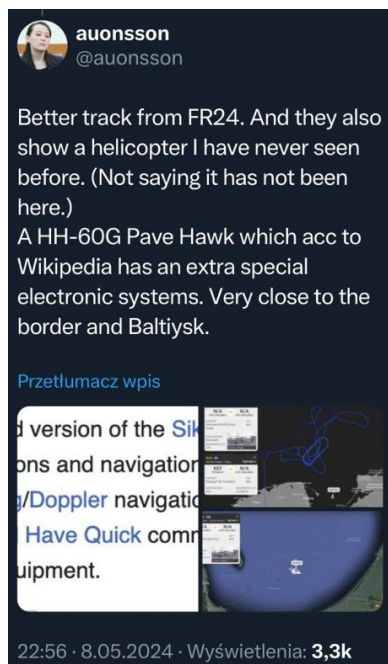 auonsson
@auonsson
Better track from FR24. And they also
show a helicopter I have never seen
before. (Not saying it has not been
here.)
A HH-60G Pave Hawk which acc to
Wikipedia has an extra special
electronic systems. Very close to the
border and Baltiysk.
Przetłumacz wpis
d version of the Sik
ons and navigation
g/Doppler navigatio
Have Quick comm
uipment.
N/A N/A
N/A
KEF N/A
22:56 · 8.05.2024 · Wyświetlenia: 3,3k